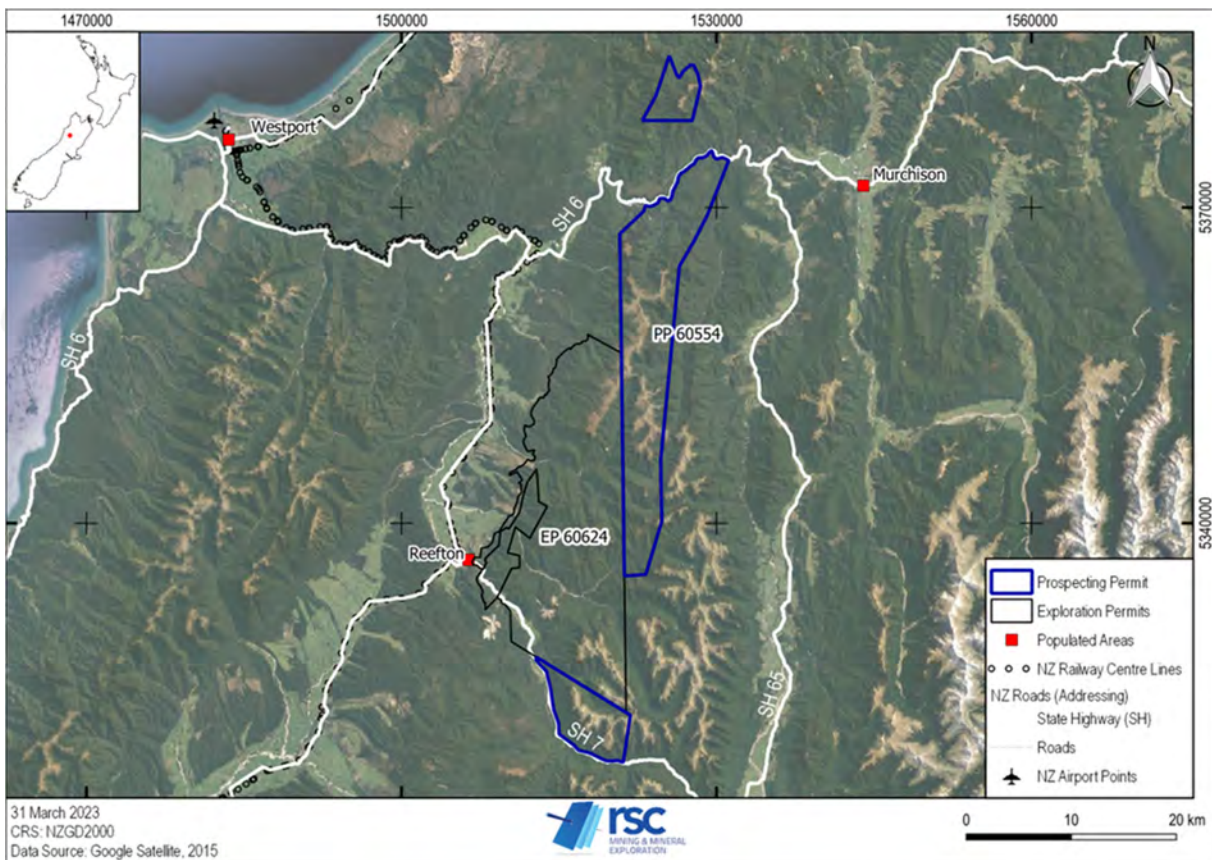 1470000
1500000
1530000
1560000
N
Westport
Murchison
SH 6
5370000
SH 6
PP 60554
Reefton
EP 60624
5340000
SH 65
SH 7
Prospecting Permit
Exploration Permits
Populated Areas
NZ Railway Centre Lines
NZ Roads (Addressing)
State Highway (SH)
Roads
NZ Airport Points
31 March 2023
CRS: NZGD2000
Data Source: Google Satellite, 2015
rsc
MINING & MINERAL
EXPLORATION
0 10 20 km